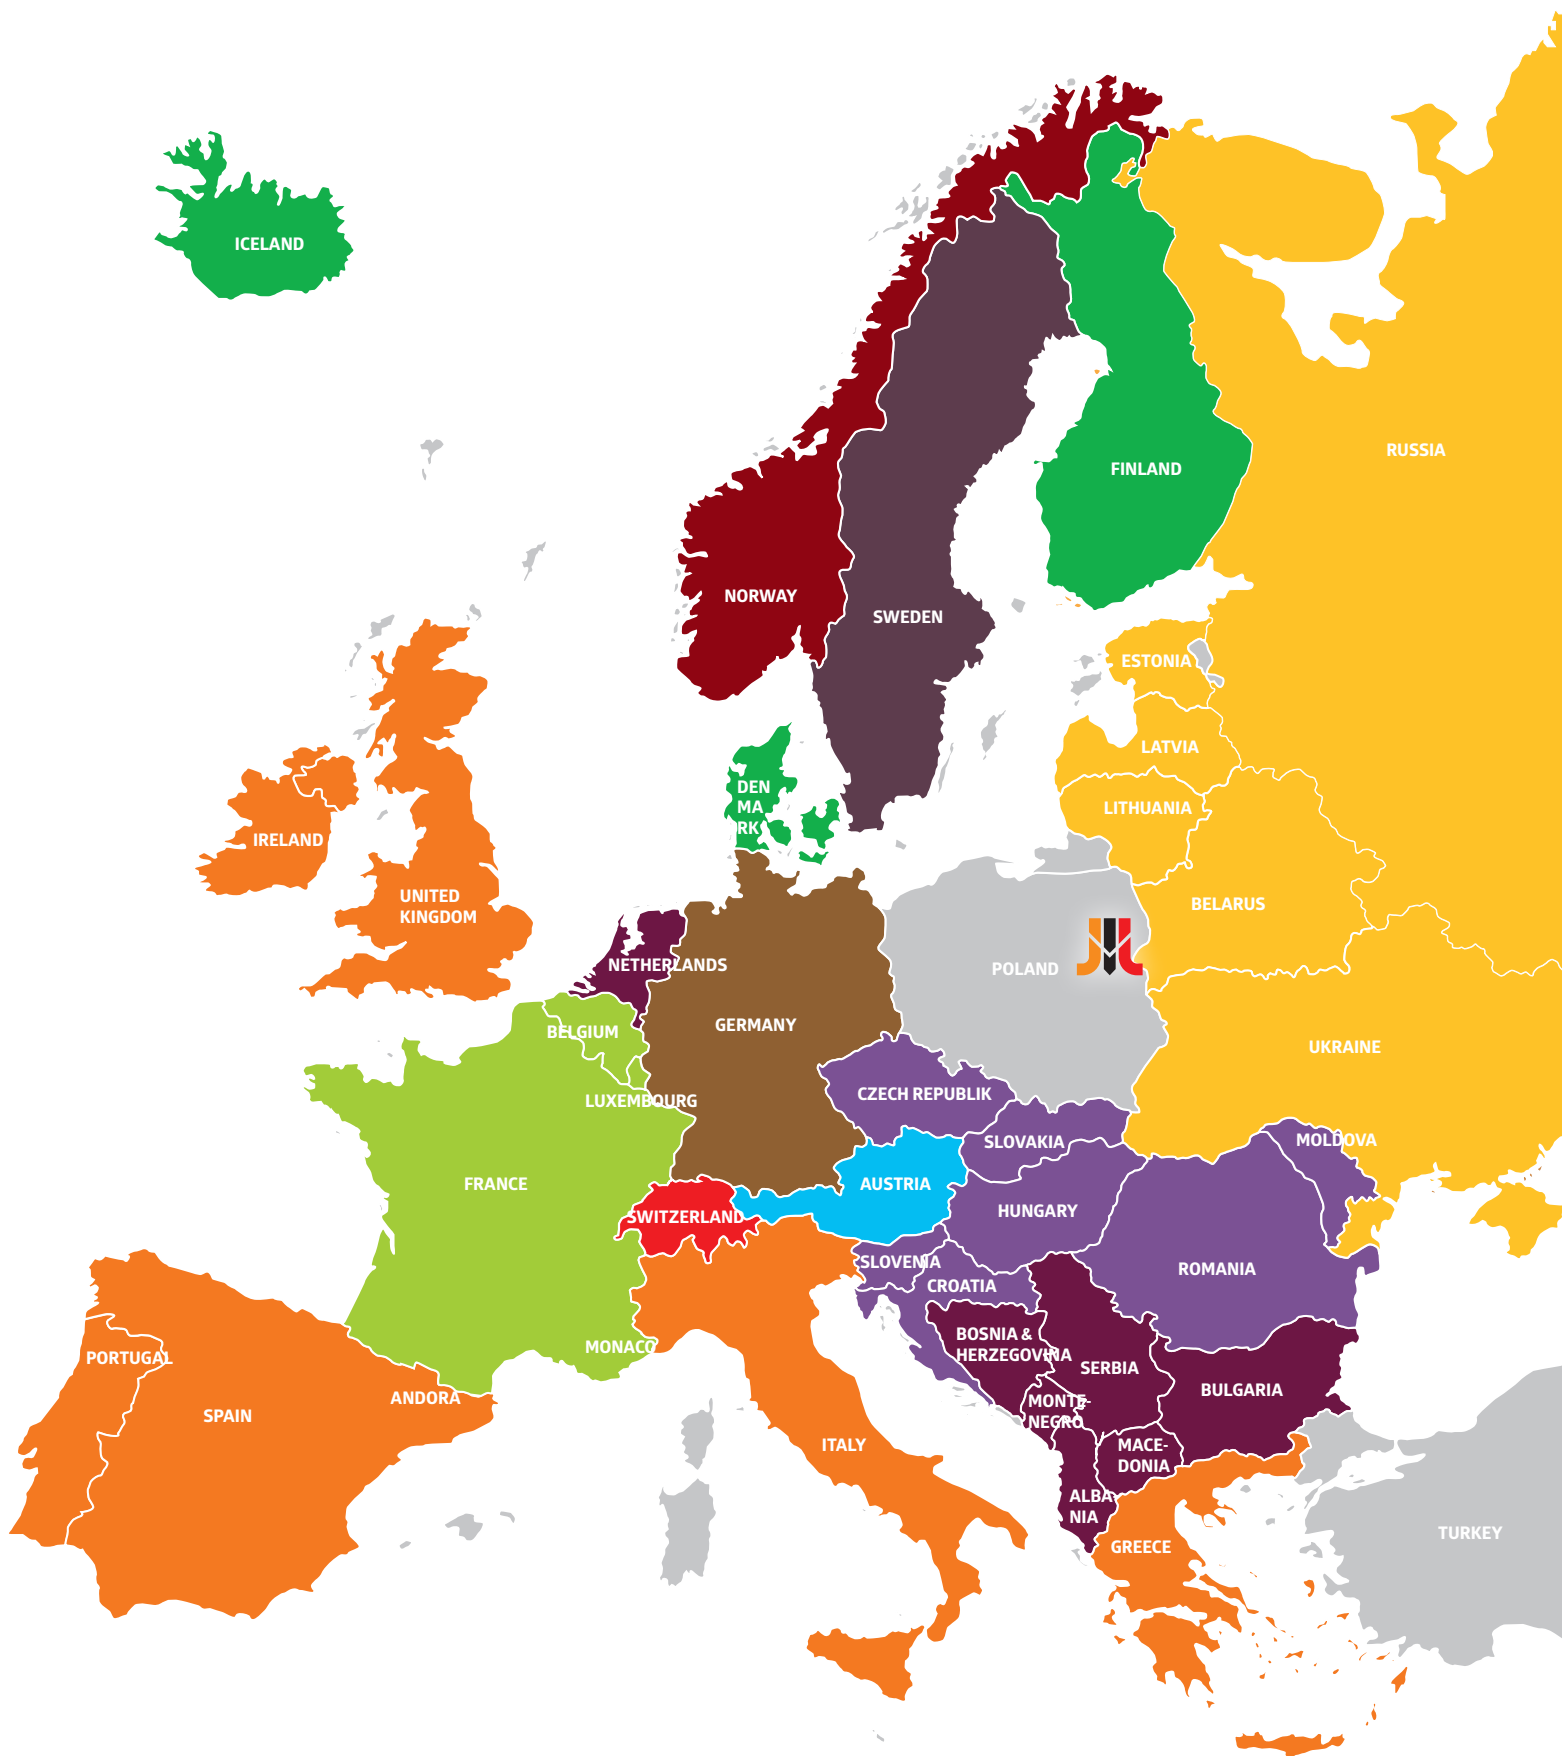 ICELAND
RUSSIA
FINLAND
NORWAY
SWEDEN
ESTONIA
LATVIA
DEN
MA
RK
LITHUANIA
IRELAND
UNITED
KINGDOM
BELARUS
NETHERLANDS
POLAND
GERMANY
BELGIUM
UKRAINE
CZECH REPUBLIK
LUXEMBOURG
SLOVAKIA
MOLDOVA
FRANCE
AUSTRIA
HUNGARY
SWITZERLAND
SLOVENIA
ROMANIA
CROATIA
BOSNIA &
HERZEGOVINA
MONACO
PORTUGAL
SERBIA
BULGARIA
ANDORA
MONTE-
NEGRO
SPAIN
ITALY
MACE-
DONIA
ALBA-
NIA
TURKEY
GREECE